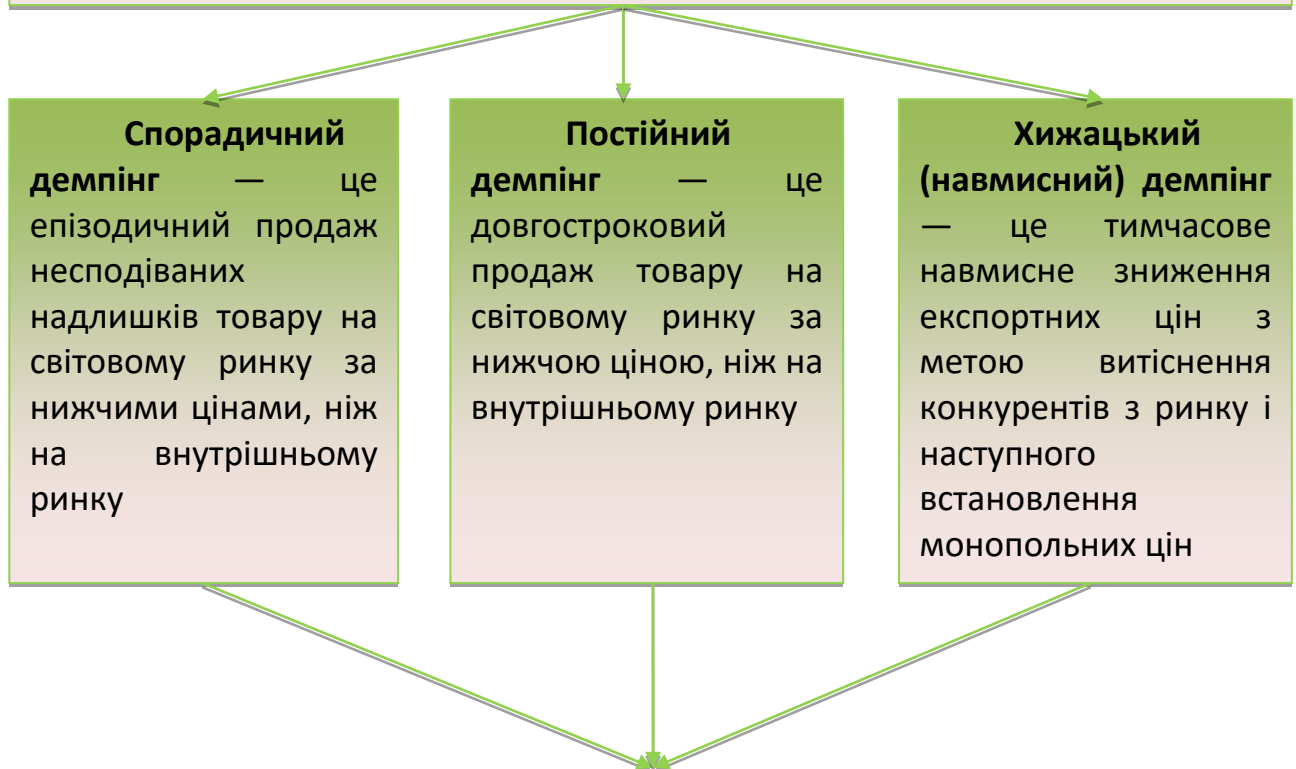 Спорадичний
демпінг — це
епізодичний продаж
несподіваних
надлишків товару на
світовому ринку за
нижчими цінами, ніж
на внутрішньому
ринку
Постійний
демпінг — це
довгостроковий
продаж товару на
світовому ринку за
нижчою ціною, ніж на
внутрішньому ринку
Хижацький
(навмисний) демпінг
— це тимчасове
навмисне зниження
експортних цін з
метою витіснення
конкурентів з ринку і
наступного
встановлення
монопольних цін